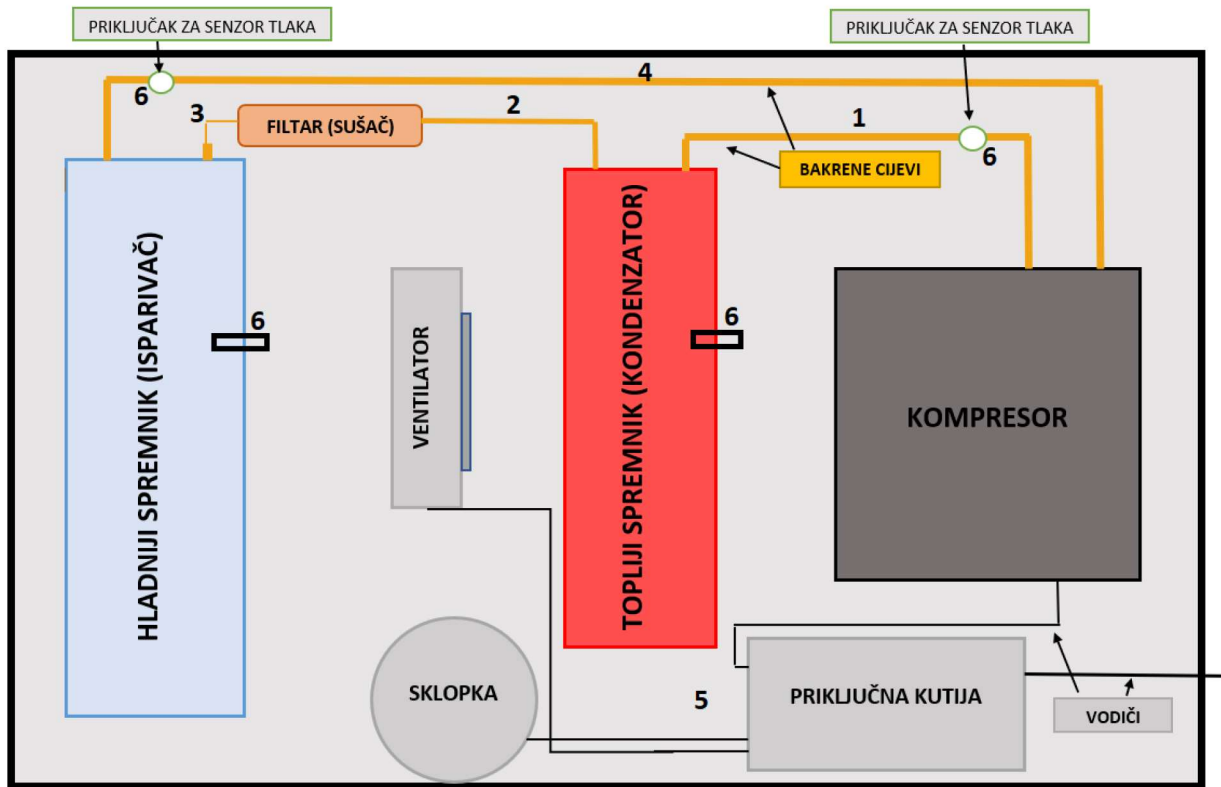 PRIKLJUČAK ZA SENZOR TLAKA
PRIKLJUČAK ZA SENZOR TLAKA
6
4
3
FILTAR (SUŠAČ)
2
1
6
BAKRENE CIJEVI
HLADNIJI SPREMNIK (ISPARIVAČ)
6
VENTILATOR
TOPLIJI SPREMNIK (KONDENZATOR)
6
KOMPRESOR
SKLOPKA
5
PRIKLJUČNA KUTIJA
VODIČI